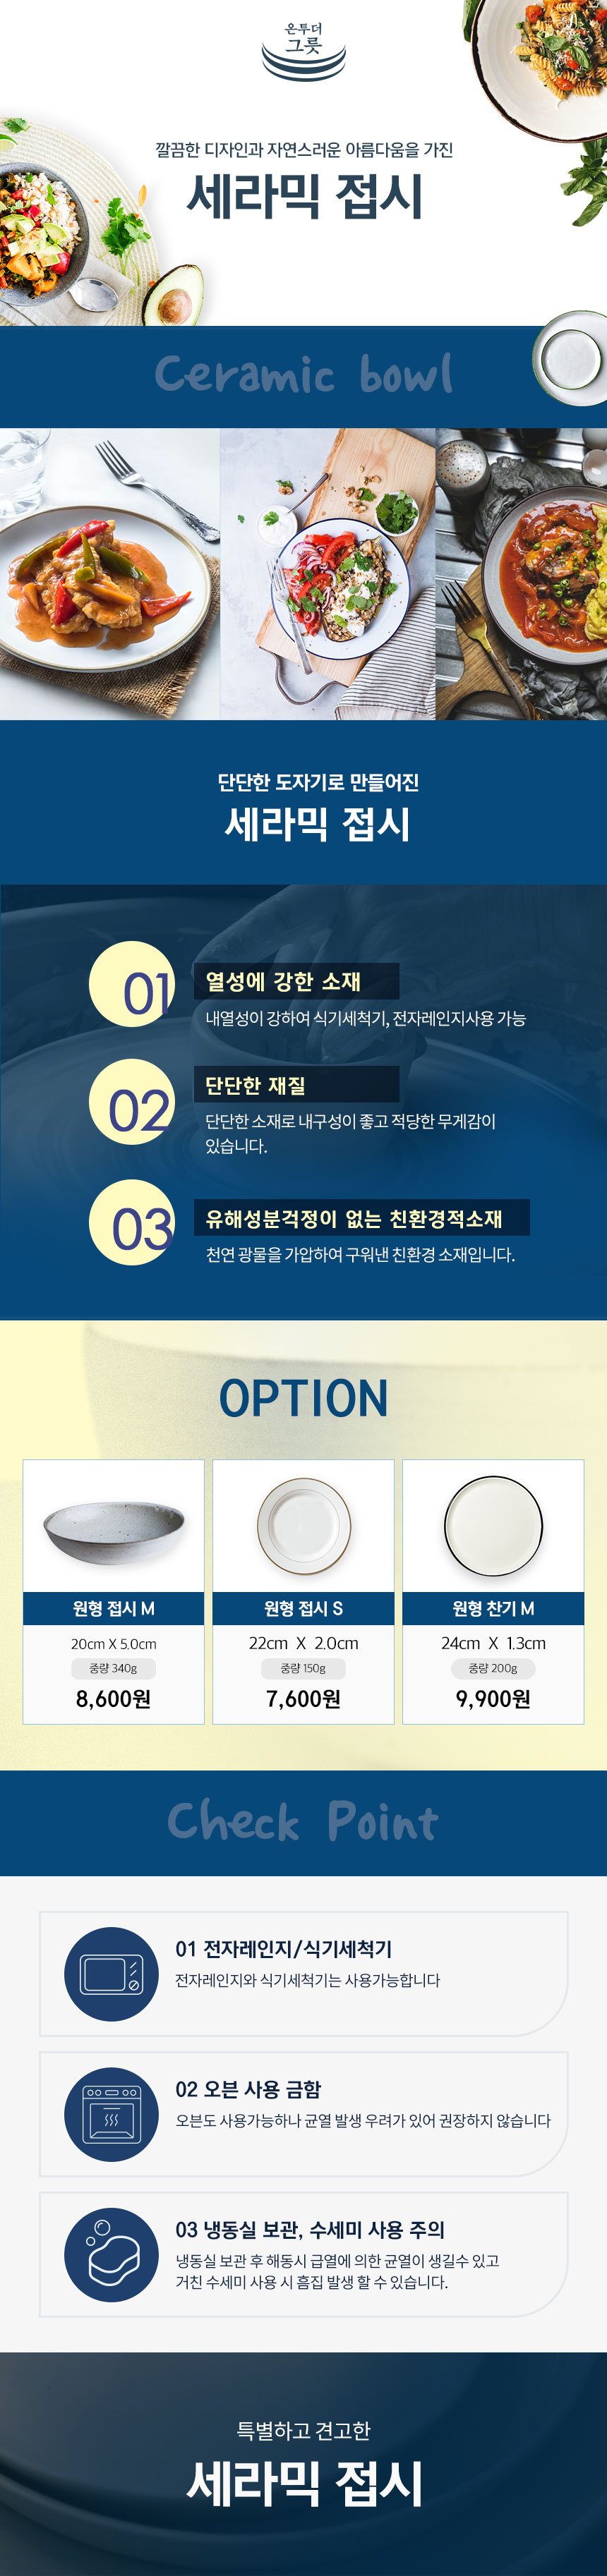 온투더
그릇
깔끔한 디자인과 자연스러운 아름다움을 가진
세라믹 접시
Ceramic bowl
단단한 도자기로 만들어진
세라믹 접시
01
열성에 강한 소재
내열성이 강하여 식기세척기, 전자레인지사용 가능
02
단단한 재질
단단한 소재로 내구성이 좋고 적당한 무게감이
있습니다.
03
유해성분걱정이 없는 친환경적소재
천연 광물을 가압하여 구워낸 친환경 소재입니다.
OPTION
원형 접시 M
20cm X 5.0cm
중량 340g
8,600원
원형 접시 S
22cm X 2.0cm
중량 150g
7,600원
원형 찬기 M
24cm X 1.3cm
중량 200g
9,900원
Check Point
01 전자레인지/식기세척기
전자레인지와 식기세척기는 사용가능합니다
02 오븐 사용 금함
오븐도 사용가능하나 균열 발생 우려가 있어 권장하지 않습니다
03 냉동실 보관, 수세미 사용 주의
냉동실 보관 후 해동시 급열에 의한 균열이 생길수 있고
거친 수세미 사용 시 흠집 발생 할 수 있습니다.
특별하고 견고한
세라믹 접시